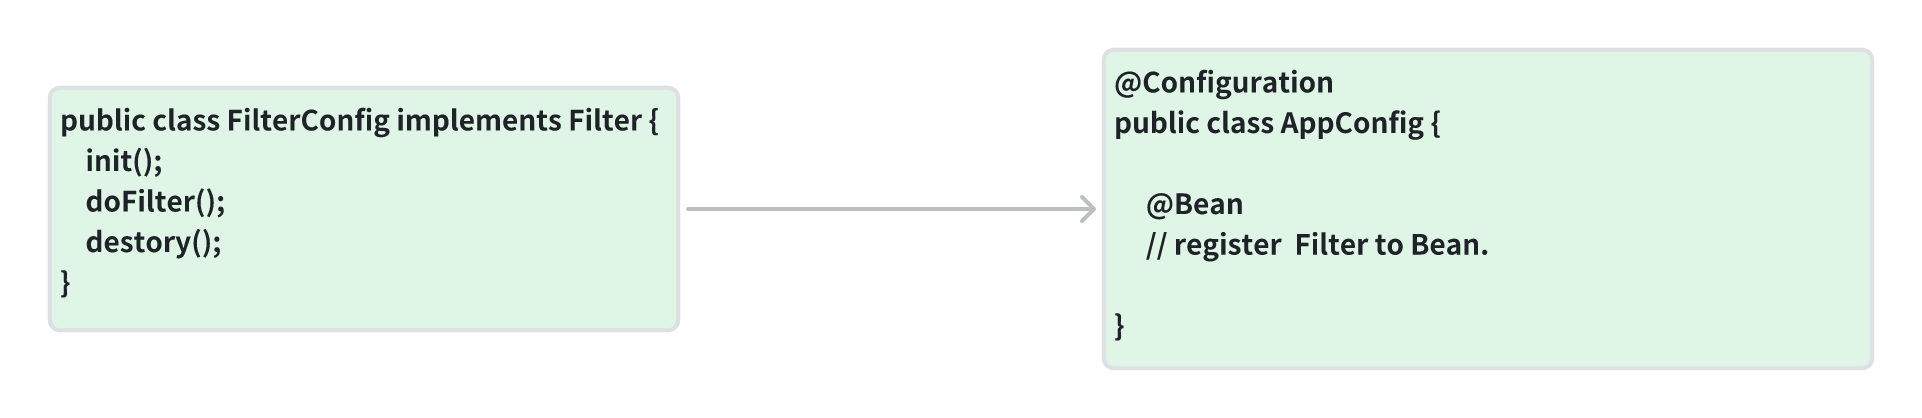 public class FilterConfig implements Filter {
init();
doFilter();
destory();
}
@Configuration
public class AppConfig {
@Bean
// register  Filter to Bean.
}